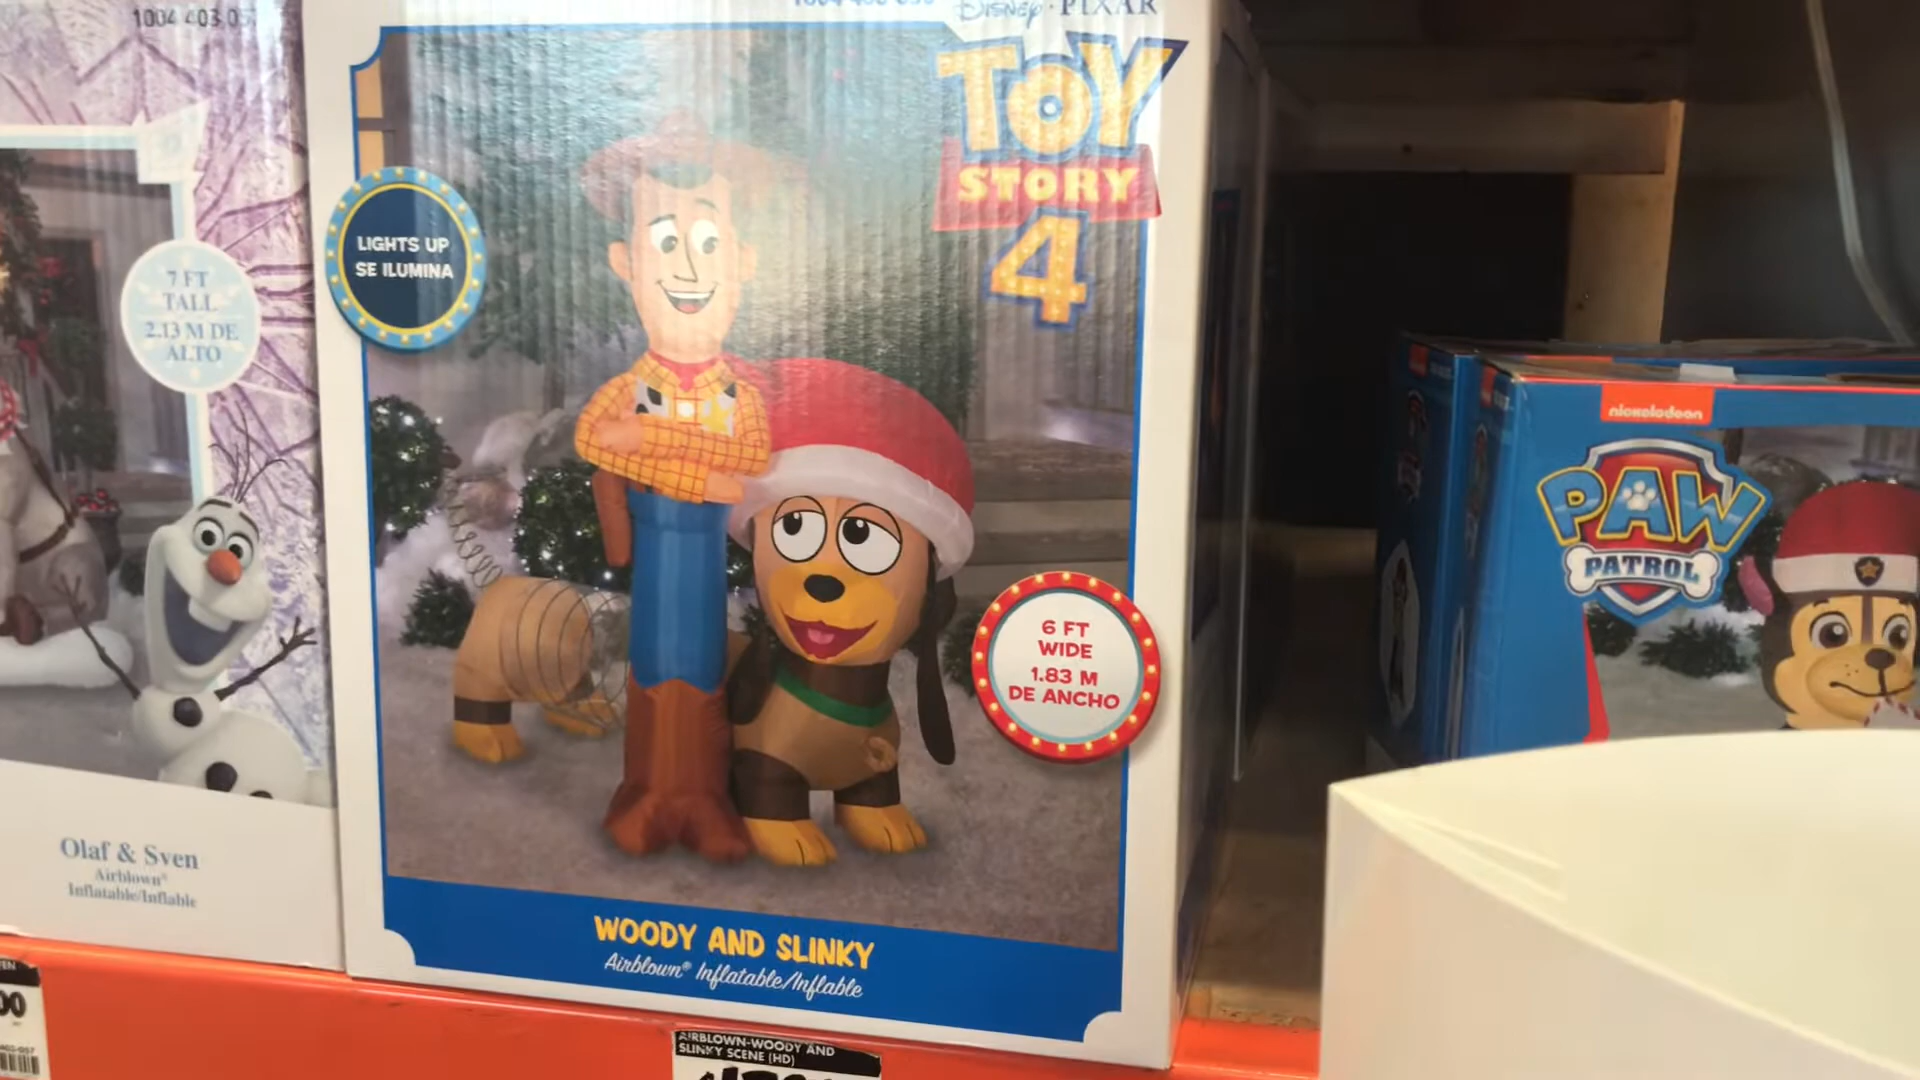 1004 403 05
7 FT
TALL
2.13 M DE
ALTO
Olaf & Sven
Airblown®
Inflatable/Inflable
DISNEY · PIXAR
TOY
STORY
4
LIGHTS UP
SE ILUMINA
6 FT
WIDE
1.83 M
DE ANCHO
WOODY AND SLINKY
Airblown® Inflatable/Inflable
nickelodeon
PAW
PATROL
00
AIRBLOWN-WOODY AND
SLINKY SCENE (HD)